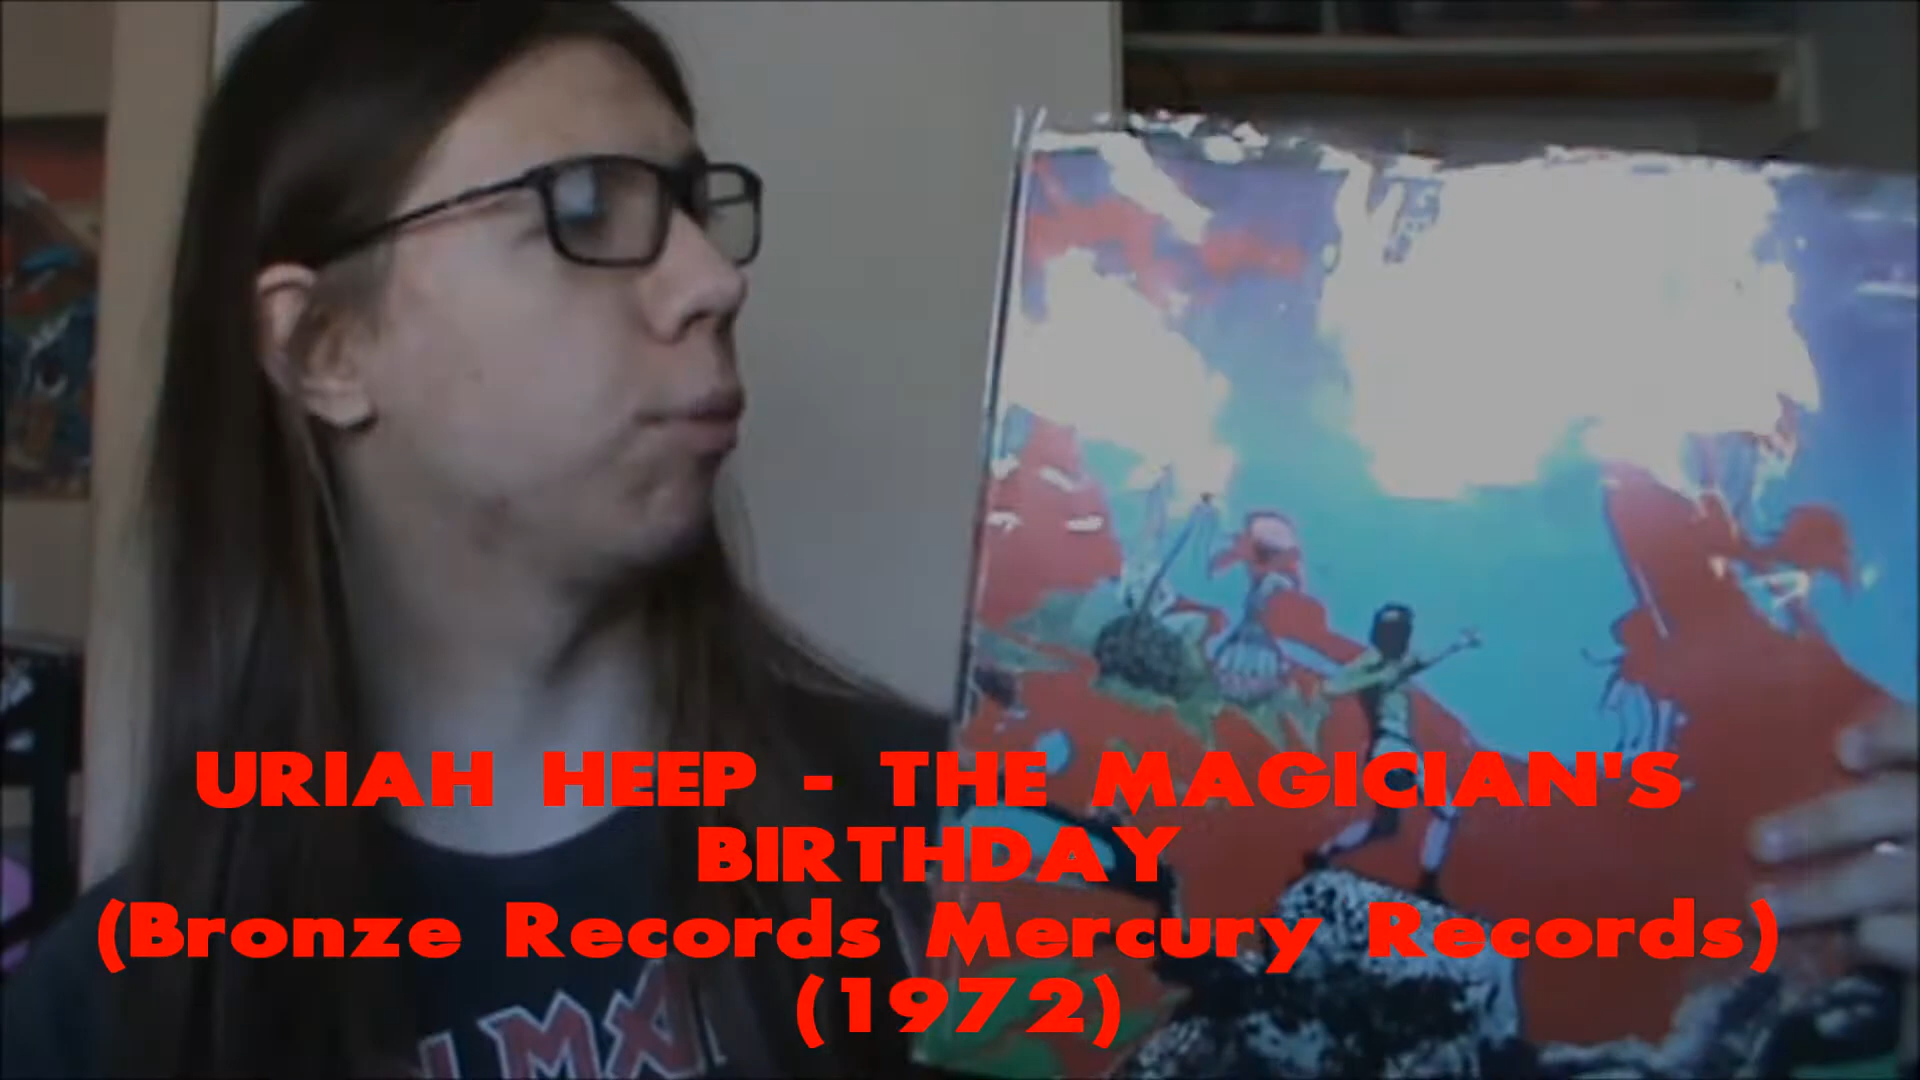 URIAH HEEP - THE MAGICIAN'S
BIRTHDAY
(Bronze Records Mercury Records)
(1972)